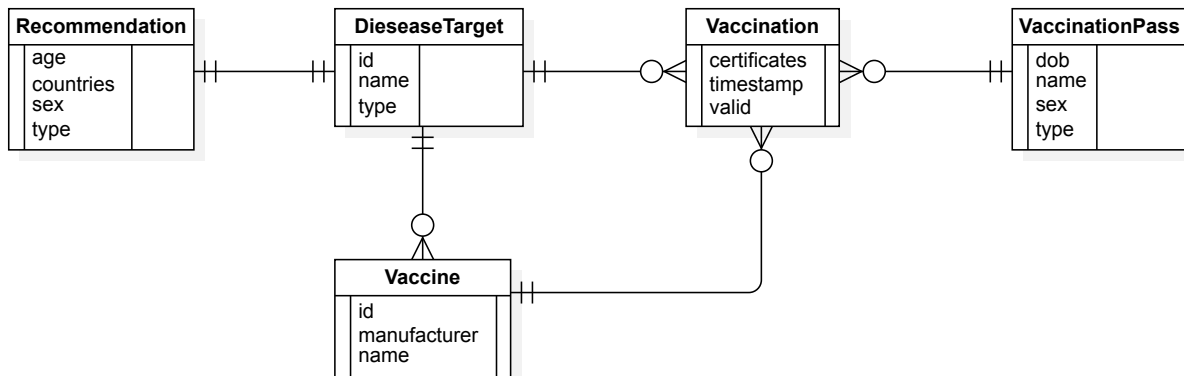 Recommendation
age
countries
sex
type
DieseaseTarget
id
name
type
Vaccination
certificates
timestamp
valid
VaccinationPass
dob
name
sex
type
Vaccine
id
manufacturer
name